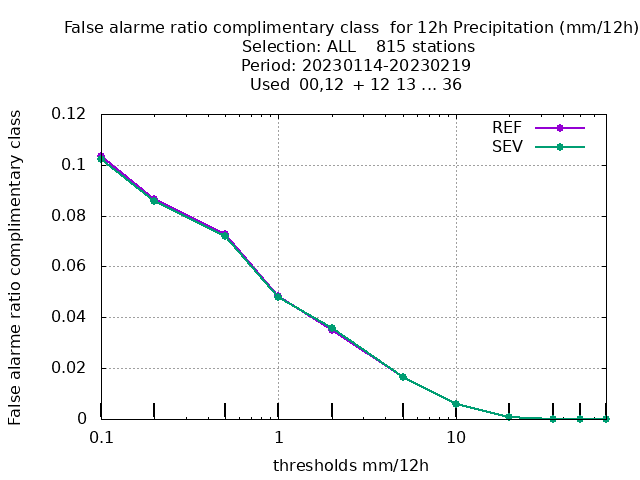 False alarme ratio complimentary class  for 12h Precipitation (mm/12h)
Selection: ALL    815 stations
Period: 20230114-20230219
Used  00,12  + 12 13 ... 36
False alarme ratio complimentary class
0.12
0.1
0.08
0.06
0.04
0.02
0
REF
SEV
0.1
1
10
thresholds mm/12h